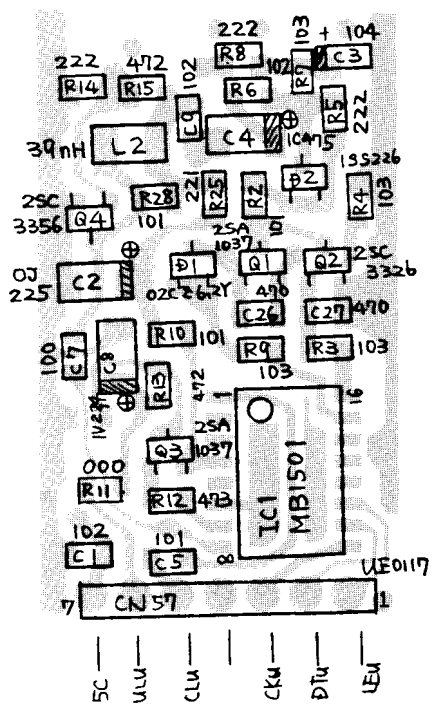 222 103 + 104
R8 R7 C3
222 472 102 102
R14 R15 R6
C9 R5 222
39nH L2 C4 1C475
1SS226
221 D2
2SC 3356 Q4 R28 R25 R2 R4 103
101 101
2SA 1037
0J 225 C2 D1 Q1 Q2 2SC 3326
02CZ6.2Y 470
C26 C27 470
100 C7 C8 R10 101
R9 R3 103
103
R13 472
1 16
2SA 1037
Q3
000
R11 R12 473
IC1 MB1501
102 101
C1 C5 8
UE0117
7 CN57 1
5C ULU CLU CKU DTU LEU